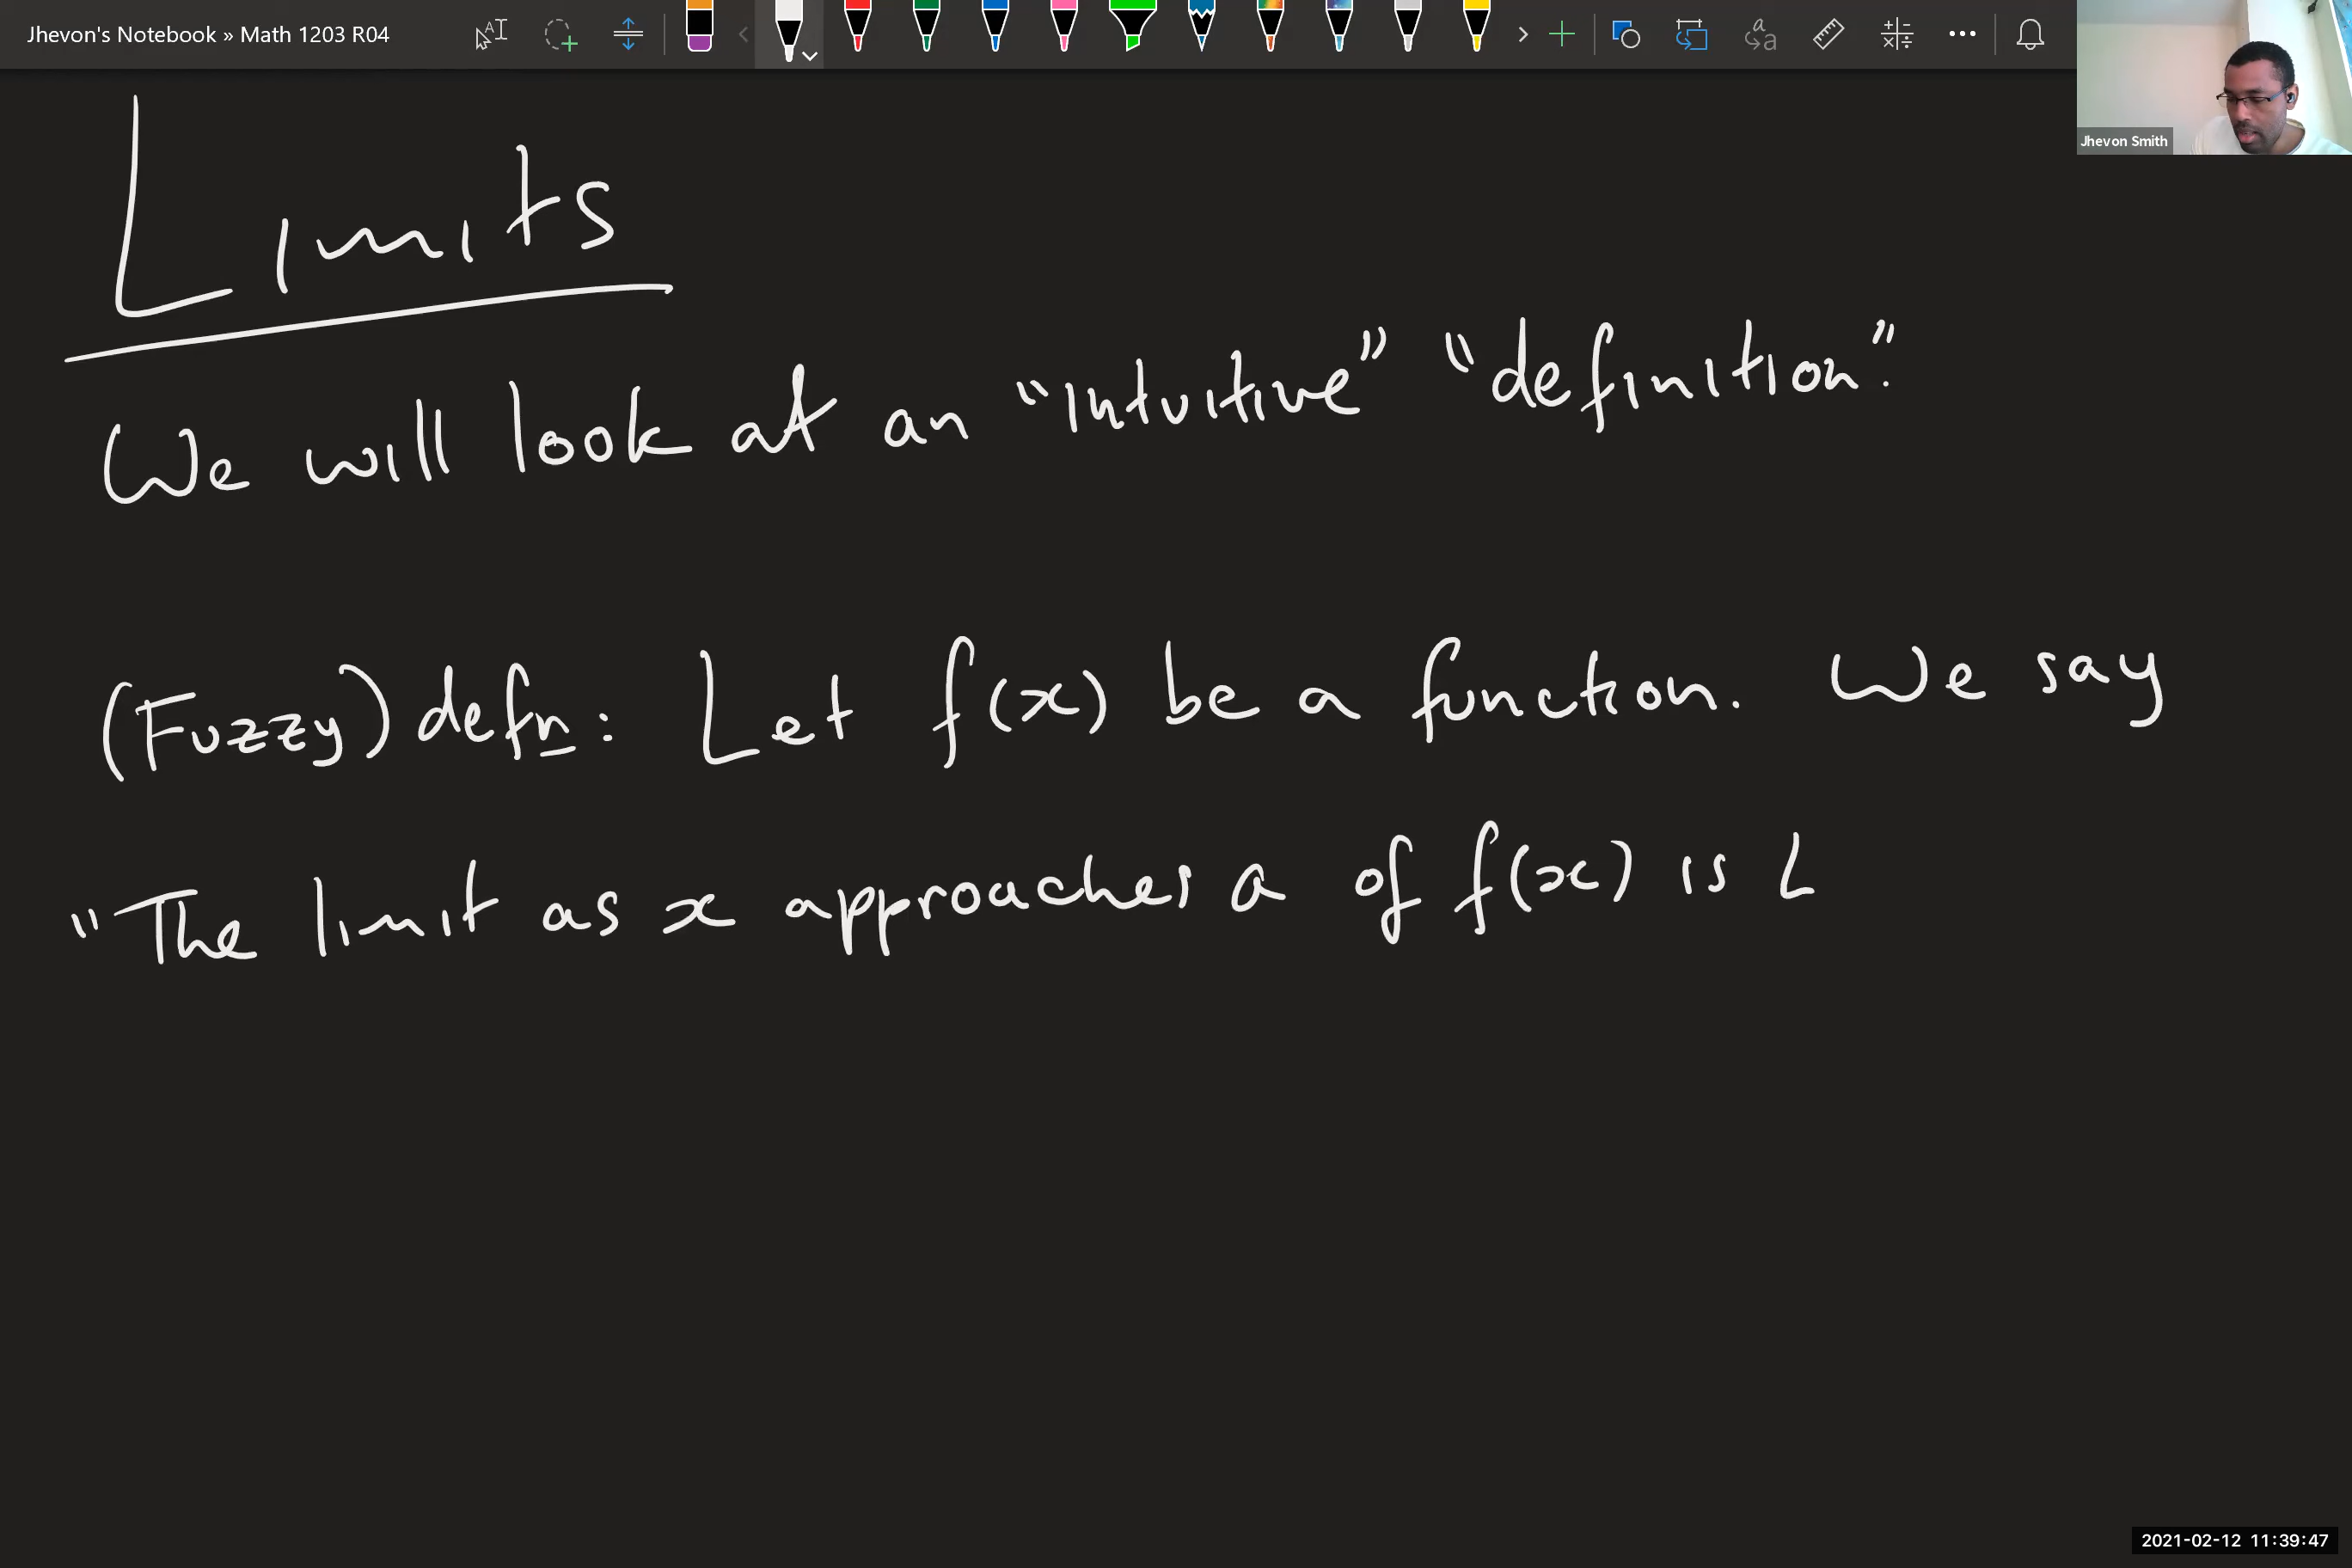 Jhevon's Notebook » Math 1203 R04
Jhevon Smith
Limits
We will look at an "intuitive" "definition".
(Fuzzy) defn: Let f(x) be a function. We say
"The limit as x approaches a of f(x) is L
2021-02-12 11:39:47